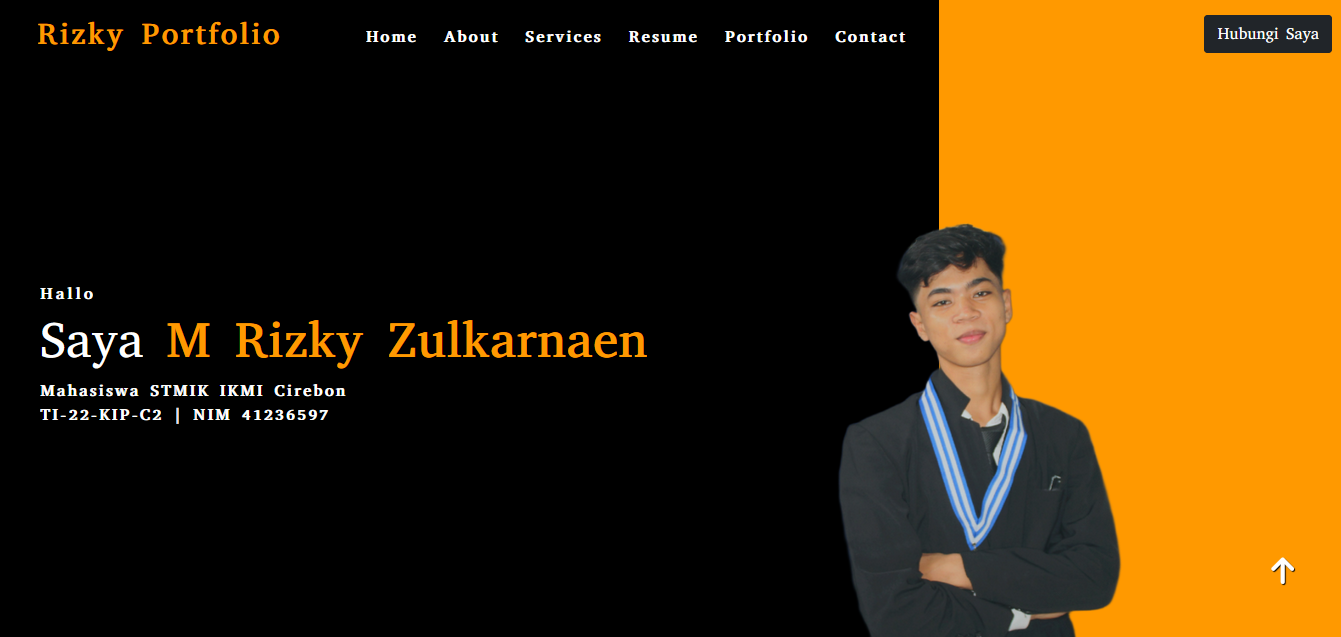 Rizky Portfolio
Home About Services Resume Portfolio Contact
Hubungi Saya
Hallo
Saya M Rizky Zulkarnaen
Mahasiswa STMIK IKMI Cirebon
TI-22-KIP-C2 | NIM 41236597